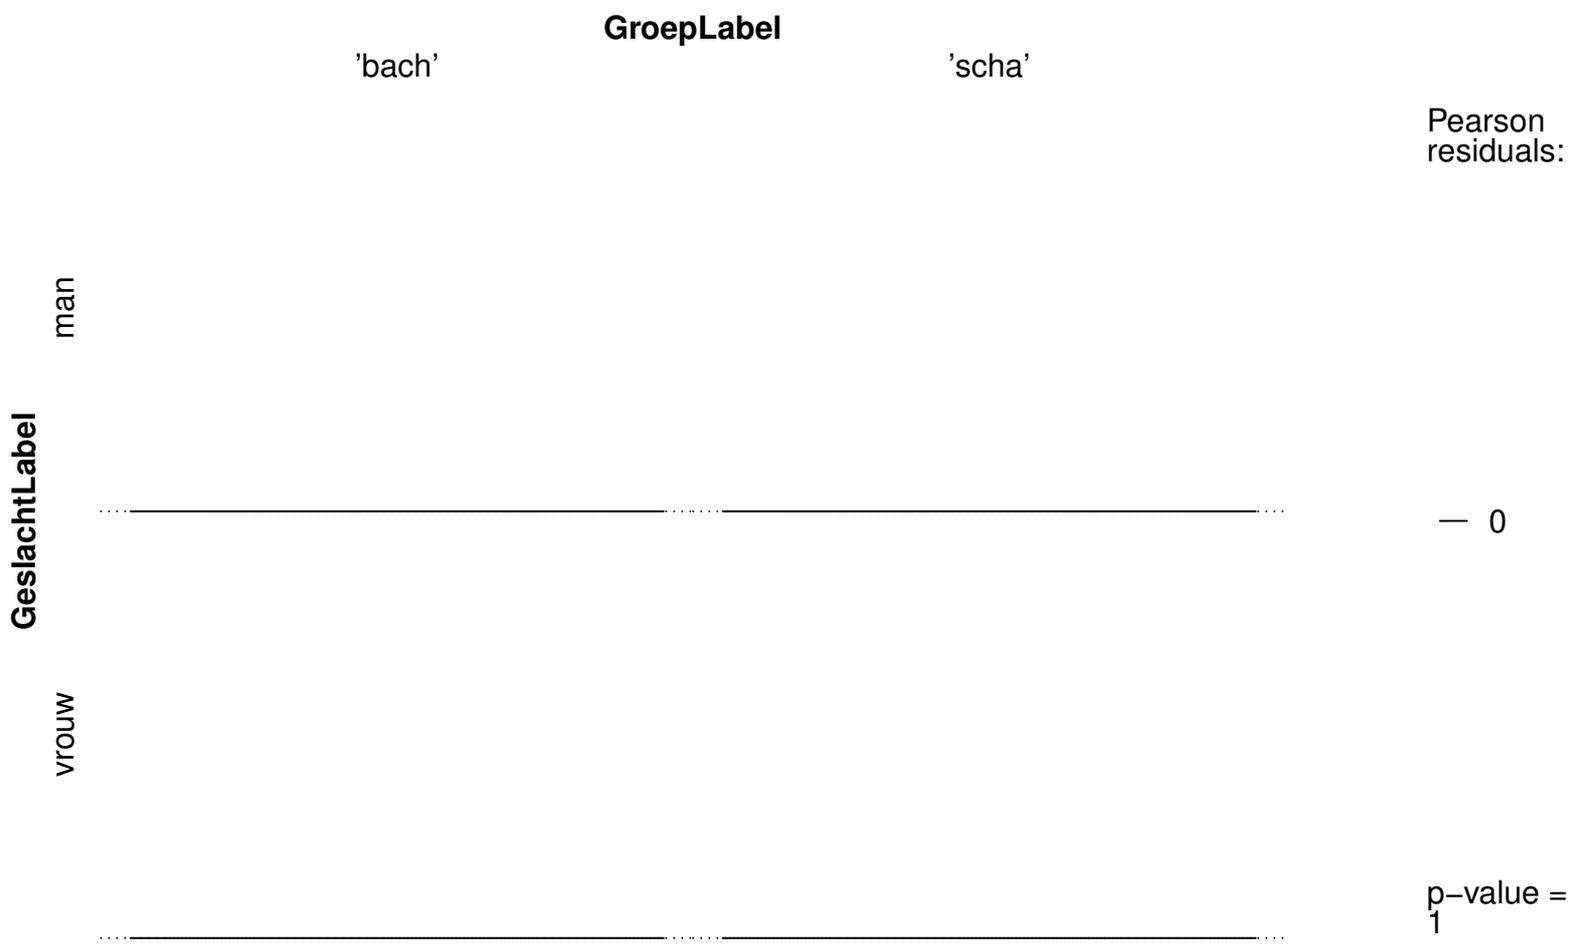 GroepLabel
’bach’
’scha’
Pearson
residuals:
man
GeslachtLabel
0
vrouw
p−value =
1